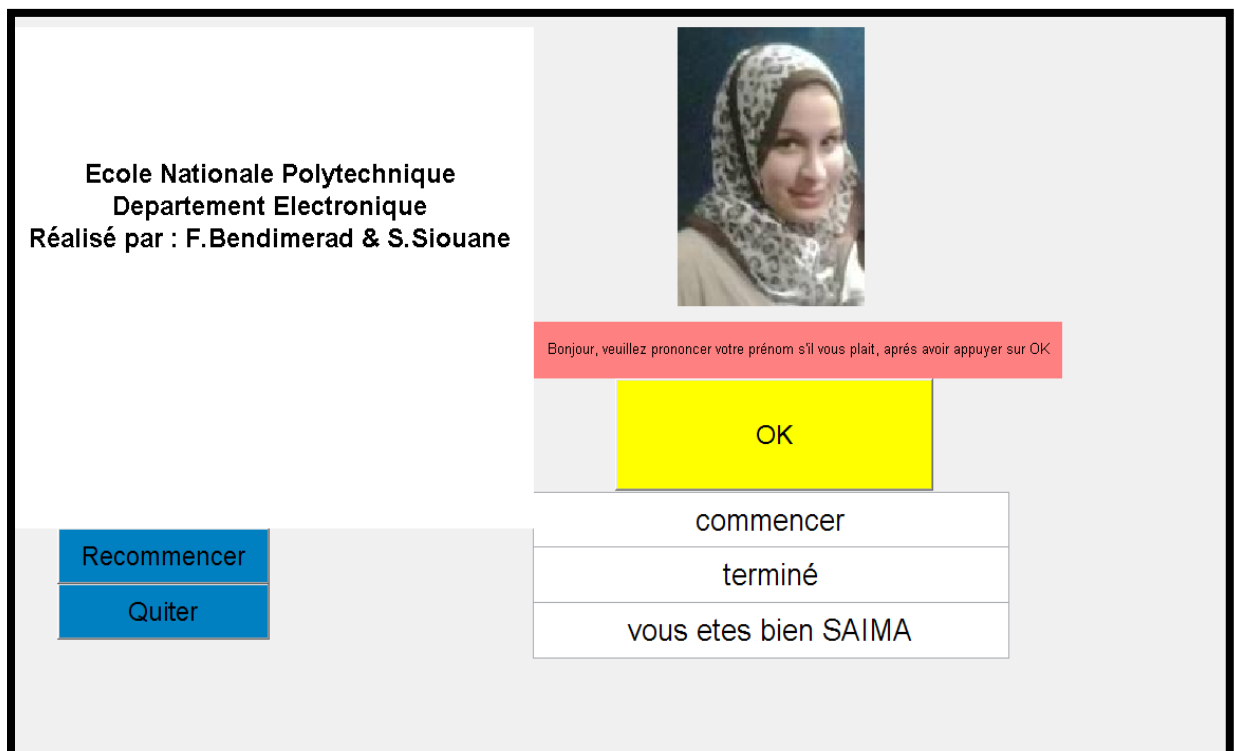 Ecole Nationale Polytechnique
Departement Electronique
Réalisé par : F.Bendimerad & S.Siouane
Bonjour, veuillez prononcer votre prénom s'il vous plait, aprés avoir appuyer sur OK
OK
commencer
terminé
vous etes bien SAIMA
Recommencer
Quiter